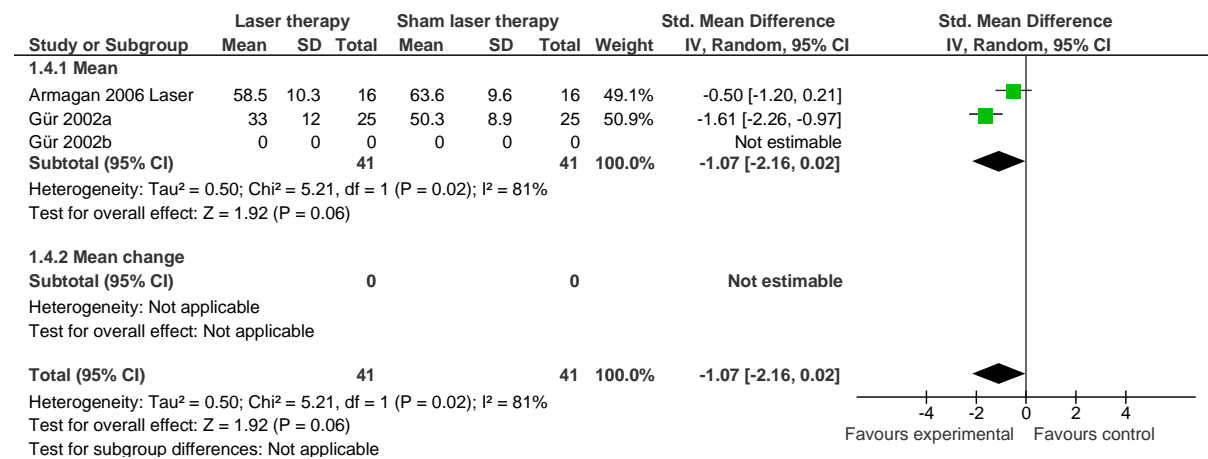 Laser therapy Sham laser therapy Std. Mean Difference Std. Mean Difference
Study or Subgroup Mean SD Total Mean SD Total Weight IV, Random, 95% CI IV, Random, 95% CI
1.4.1 Mean
Armagan 2006 Laser 58.5 10.3 16 63.6 9.6 16 49.1% -0.50 [-1.20, 0.21]
Gür 2002a 33 12 25 50.3 8.9 25 50.9% -1.61 [-2.26, -0.97]
Gür 2002b 0 0 0 0 0 0 Not estimable
Subtotal (95% CI) 41 41 100.0% -1.07 [-2.16, 0.02]
Heterogeneity: Tau² = 0.50; Chi² = 5.21, df = 1 (P = 0.02); I² = 81%
Test for overall effect: Z = 1.92 (P = 0.06)
1.4.2 Mean change
Subtotal (95% CI) 0 0 Not estimable
Heterogeneity: Not applicable
Test for overall effect: Not applicable
Total (95% CI) 41 41 100.0% -1.07 [-2.16, 0.02]
Heterogeneity: Tau² = 0.50; Chi² = 5.21, df = 1 (P = 0.02); I² = 81%
Test for overall effect: Z = 1.92 (P = 0.06)
Test for subgroup differences: Not applicable
-4 -2 0 2 4
Favours experimental Favours control